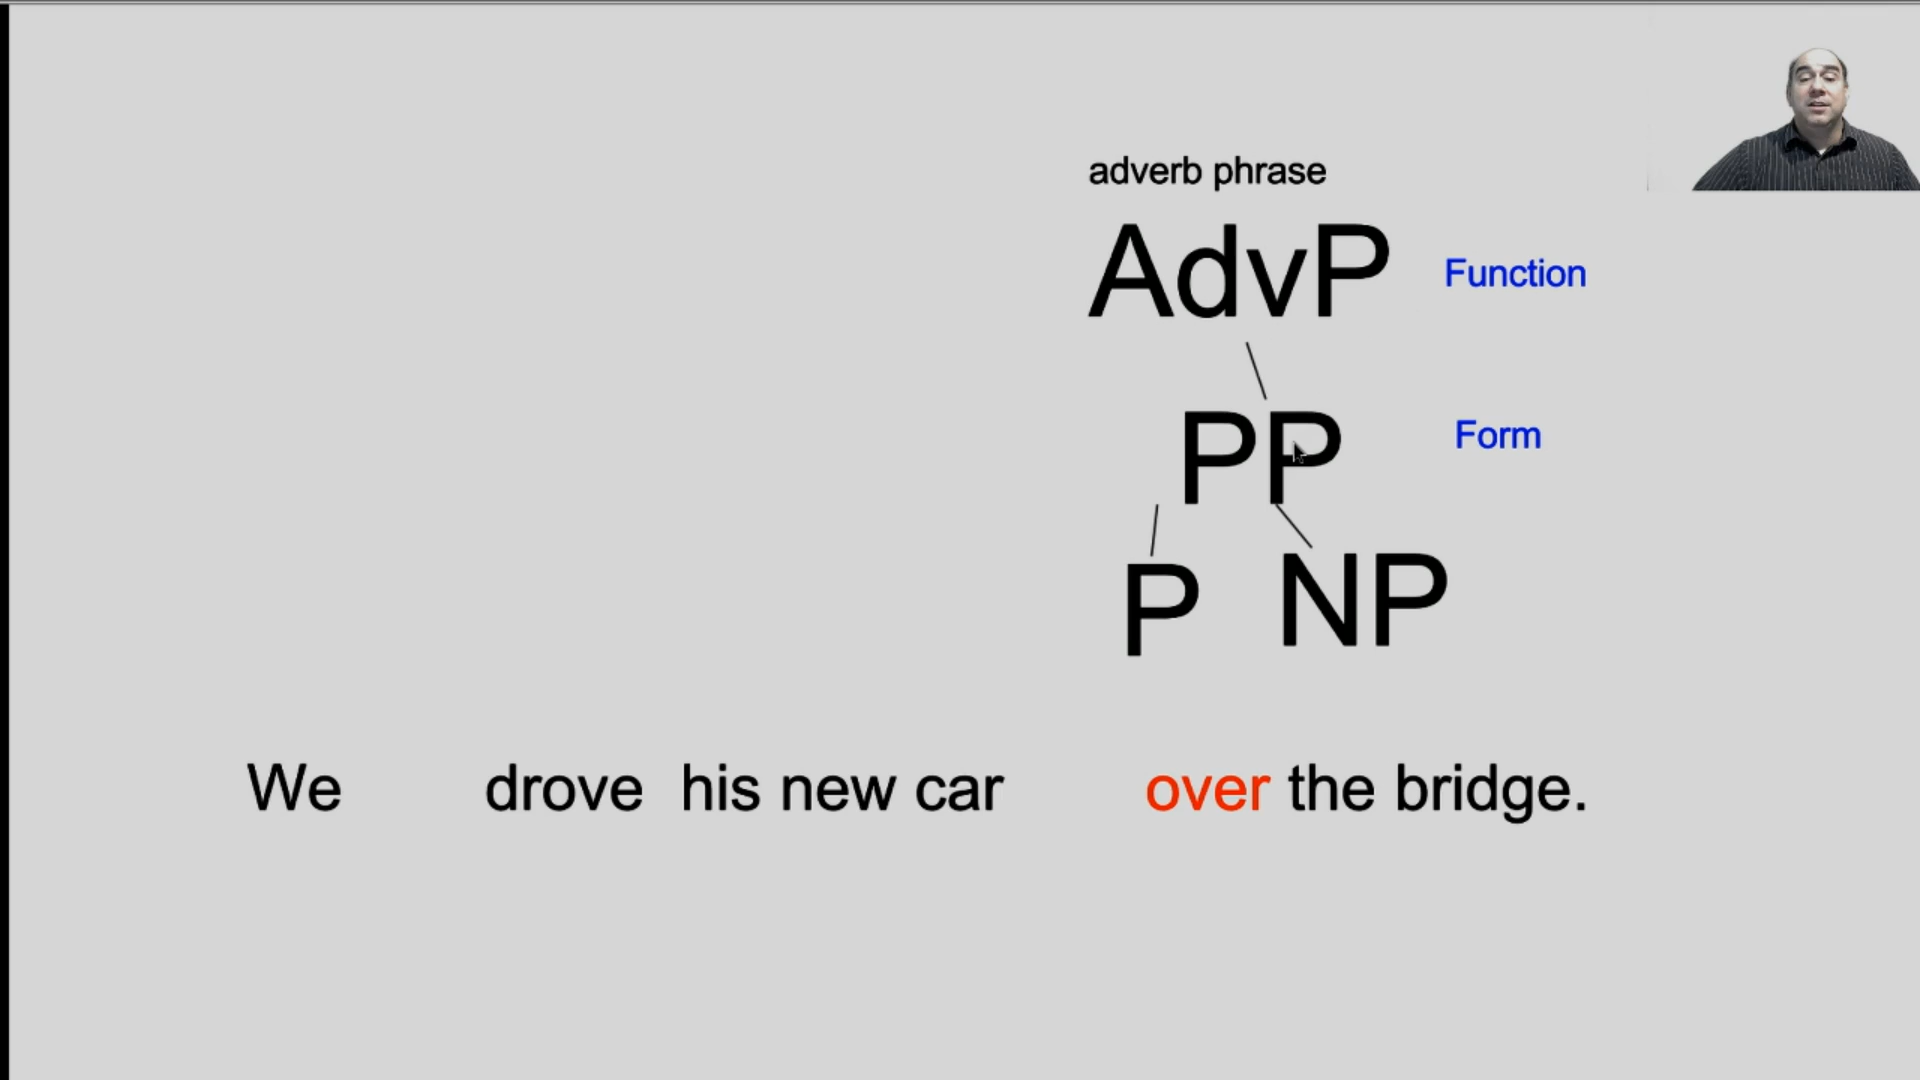 adverb phrase
AdvP Function
PP Form
P NP
We drove his new car over the bridge.